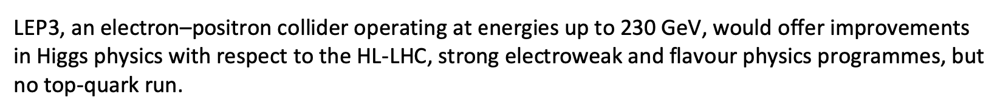 LEP3, an electron–positron collider operating at energies up to 230 GeV, would offer improvements
in Higgs physics with respect to the HL-LHC, strong electroweak and flavour physics programmes, but
no top-quark run.